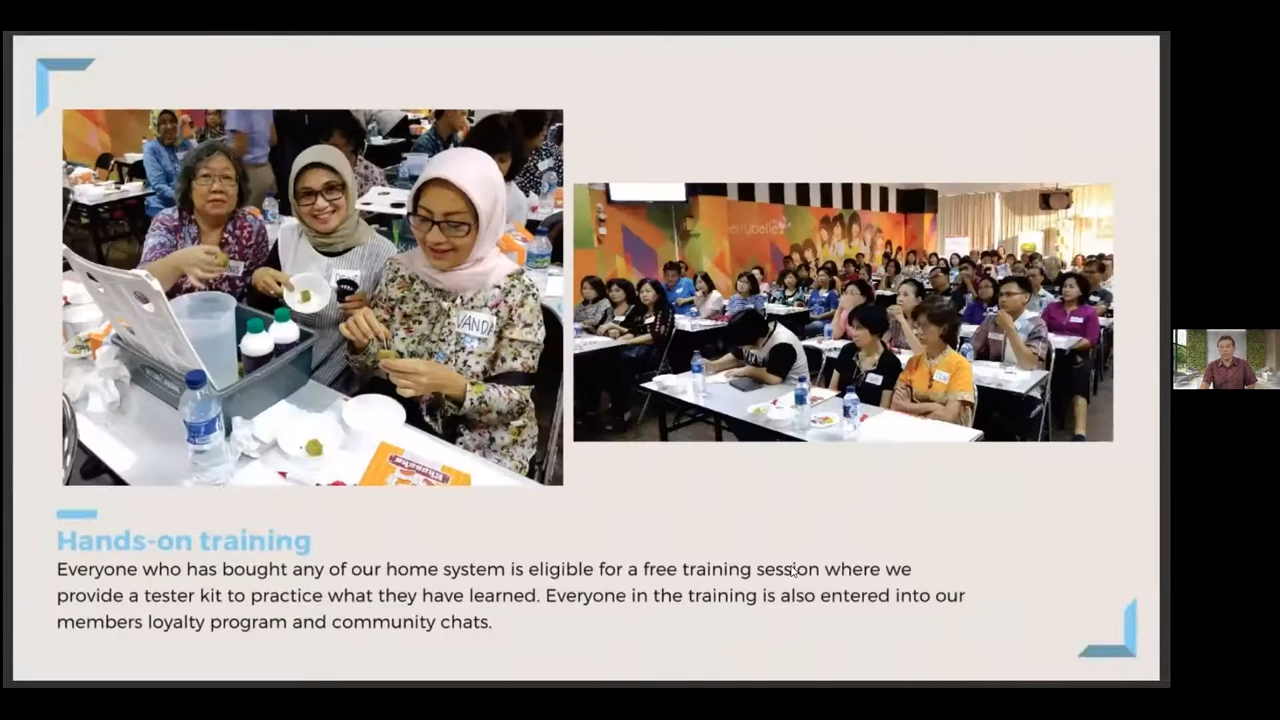 VANDA
Hands-on training
Everyone who has bought any of our home system is eligible for a free training session where we
provide a tester kit to practice what they have learned. Everyone in the training is also entered into our
members loyalty program and community chats.